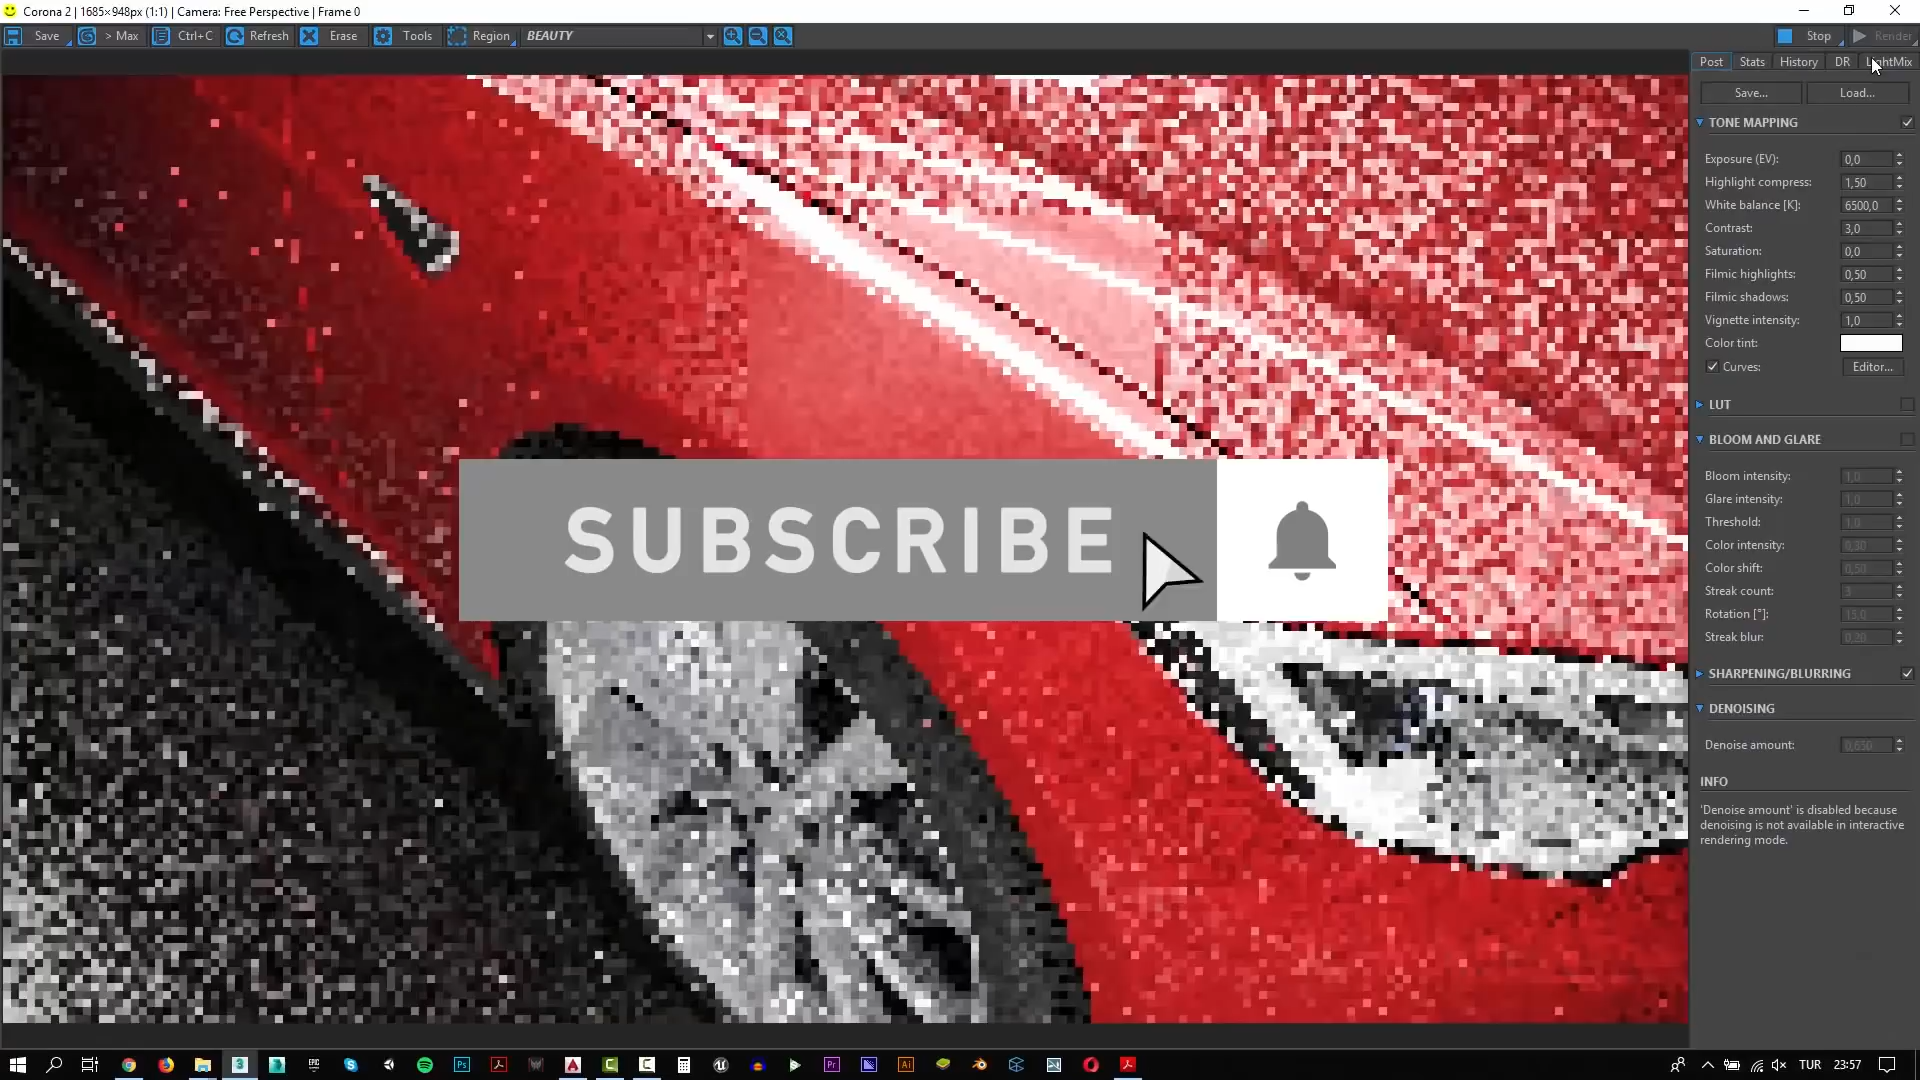 Corona 2 | 1685×948px (1:1) | Camera: Free Perspective | Frame 0
Save > Max Ctrl+C Refresh Erase Tools Region BEAUTY Stop Render
Post Stats History DR LightMix
Save... Load...
TONE MAPPING
Exposure (EV): 0,0
Highlight compress: 1,50
White balance [K]: 6500,0
Contrast: 3,0
Saturation: 0,0
Filmic highlights: 0,50
Filmic shadows: 0,50
Vignette intensity: 1,0
Color tint:
Curves: Editor...
LUT
BLOOM AND GLARE
Bloom intensity: 1,0
Glare intensity: 1,0
Threshold: 1,0
Color intensity: 0,30
Color shift: 0,50
Streak count: 3
Rotation [°]: 15,0
Streak blur: 0,20
SHARPENING/BLURRING
DENOISING
Denoise amount: 0,650
INFO
'Denoise amount' is disabled because
denoising is not available in interactive
rendering mode.
SUBSCRIBE
TUR 23:57